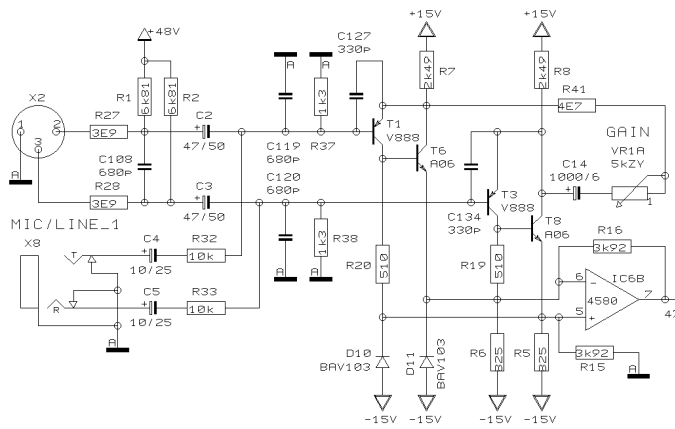 +15V
+15V
C127
330p
+48V
R7
2k49
R8
2k49
R41
4E7
X2
R1
6k81
R2
6k81
A
A
1k3
R27
3E9
C2
+
47/50
T1
V888
GAIN
VR1A
5kZY
1
2
3
C108
680p
C119
680p
R37
T6
A06
C14
1000/6
+
1
C120
680p
T3
V888
A
R28
3E9
C3
+
47/50
C134
330p
T8
A06
R16
3k92
MIC/LINE_1
X8
T
C4
+
10/25
R32
10k
1k3
R38
R20
510
R19
510
IC6B
6
-
4580
7
5
+
A
A
R
C5
+
10/25
R33
10k
47
A
D10
BAV103
D11
BAV103
R6
825
R5
825
3k92
R15
A
-15V
-15V
-15V
-15V